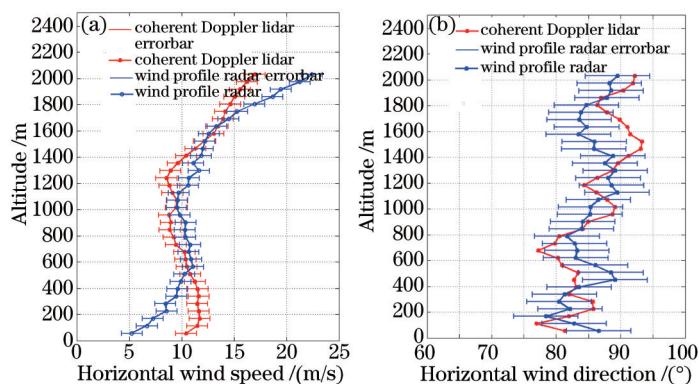 (a)
coherent Doppler lidar
errorbar
coherent Doppler lidar
wind profile radar errorbar
wind profile radar
2400
2200
2000
1800
1600
1400
1200
1000
800
600
400
200
0
Altitude /m
0 5 10 15 20 25
Horizontal wind speed /(m/s)
(b)
coherent Doppler lidar
wind profile radar errorbar
wind profile radar
2400
2200
2000
1800
1600
1400
1200
1000
800
600
400
200
0
Altitude /m
60 70 80 90 100
Horizontal wind direction /(°)